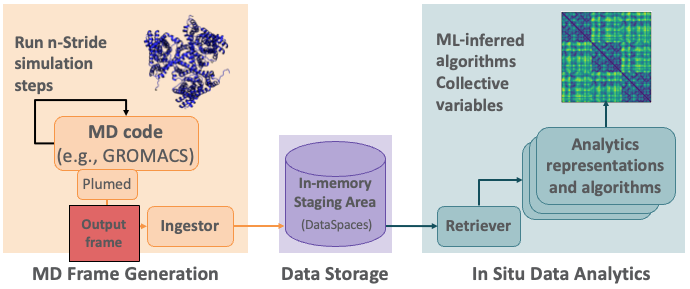 Run n-Stride
simulation
steps
MD code
(e.g., GROMACS)
Plumed
Output
frame
Ingestor
MD Frame Generation
In-memory
Staging Area
(DataSpaces)
Data Storage
ML-inferred
algorithms
Collective
variables
Analytics
representations
and algorithms
Retriever
In Situ Data Analytics